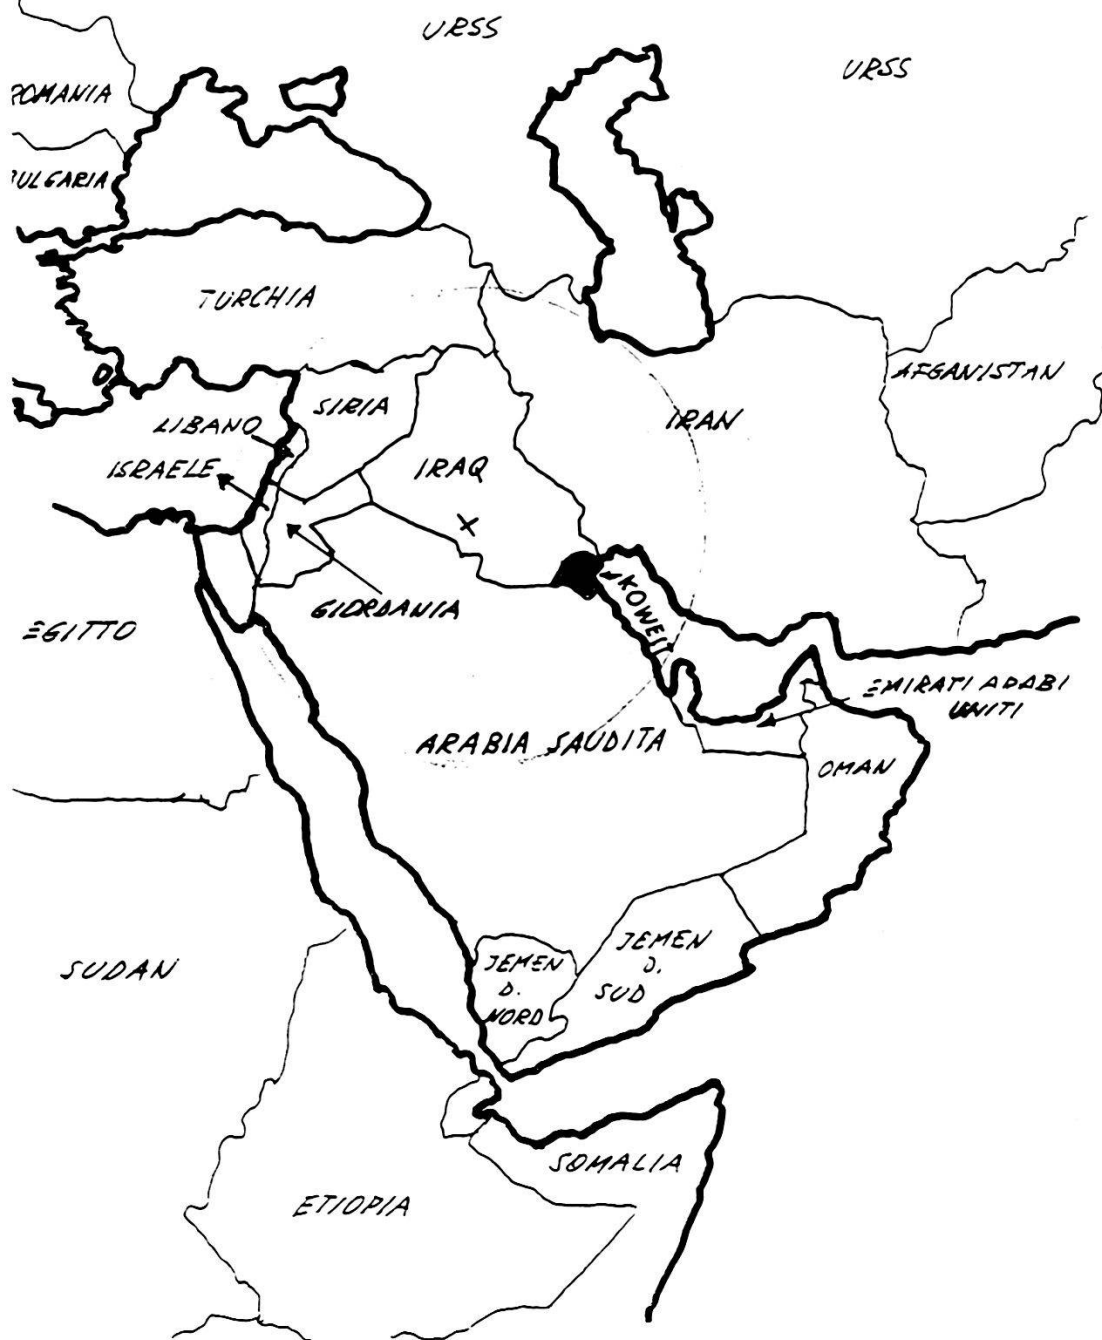 URSS
URSS
ROMANIA
BULGARIA
TURCHIA
AFGANISTAN
SIRIA
IRAN
LIBANO
ISRAELE
IRAQ
X
KOWEIT
GIORDANIA
EGITTO
EMIRATI ARABI
UNITI
ARABIA SAUDITA
OMAN
JEMEN
D.
SUD
JEMEN
D.
NORD
SUDAN
SOMALIA
ETIOPIA